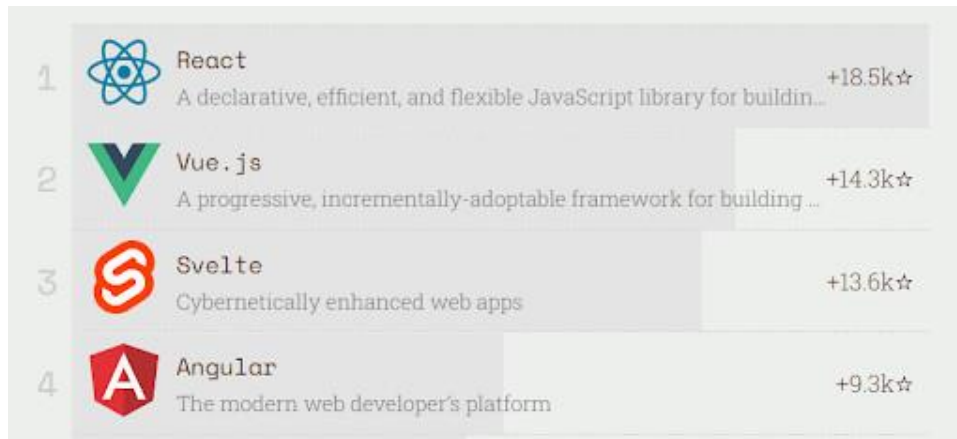 1
React
A declarative, efficient, and flexible JavaScript library for buildin...
+18.5k☆
2
Vue.js
A progressive, incrementally-adoptable framework for building ...
+14.3k☆
3
Svelte
Cybernetically enhanced web apps
+13.6k☆
4
Angular
The modern web developer's platform
+9.3k☆